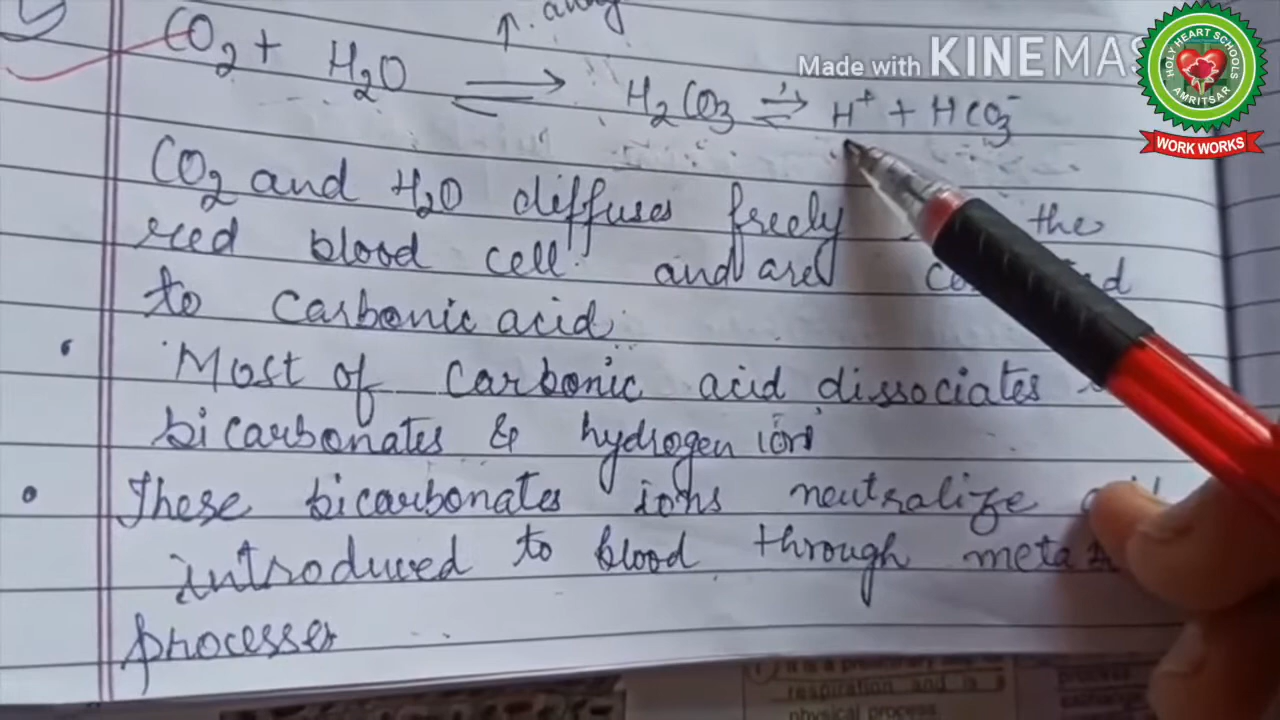 CO2 + H2O ⇌ H2CO3 ⇌ H+ + HCO3-
CO2 and H2O diffuses freely the
red blood cell and are
to carbonic acid.
• Most of carbonic acid dissociates
bicarbonates & hydrogen ion
• These bicarbonates ions neutralize
introduced to blood through
processes
Made with KINEMAS
HOLY HEART SCHOOLS
AMRITSAR
WORK WORKS
respiration and is a
physical process.